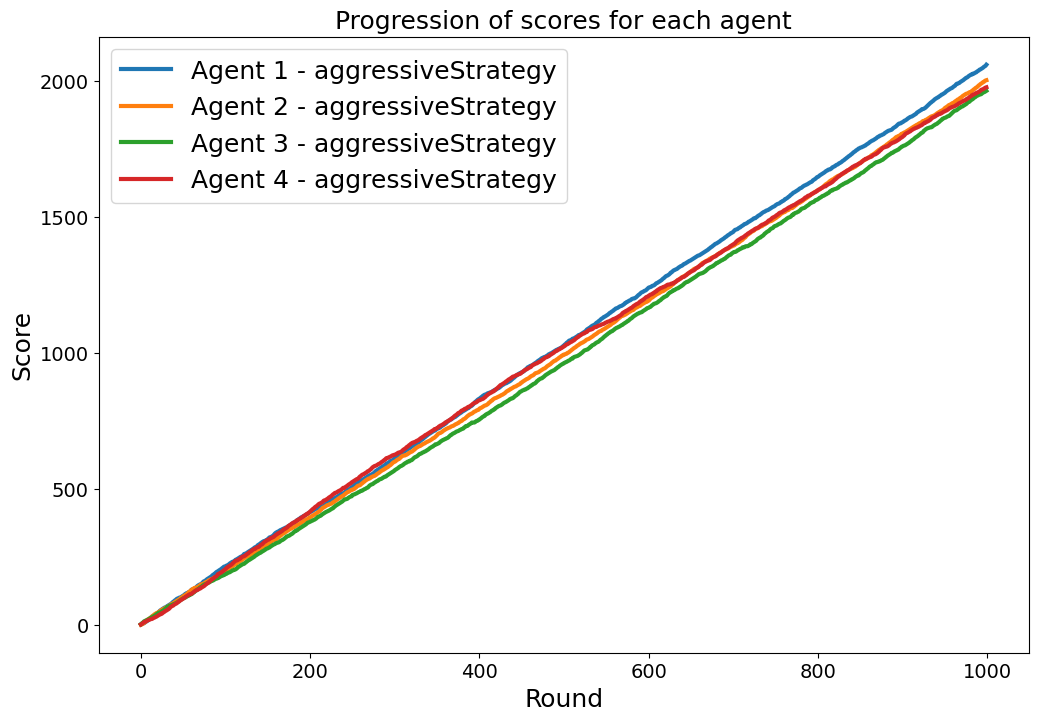 Progression of scores for each agent
Agent 1 - aggressiveStrategy
Agent 2 - aggressiveStrategy
Agent 3 - aggressiveStrategy
Agent 4 - aggressiveStrategy
2000
1500
1000
500
0
Score
0 200 400 600 800 1000
Round